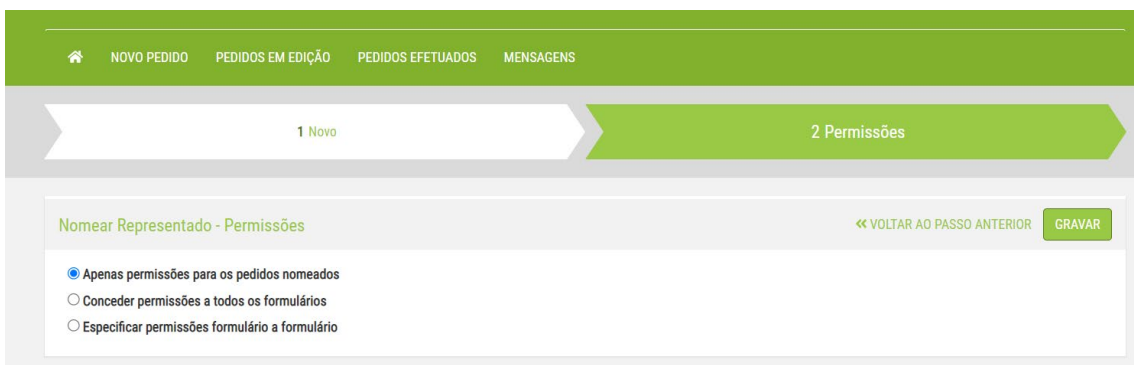 NOVO PEDIDO PEDIDOS EM EDIÇÃO PEDIDOS EFETUADOS MENSAGENS
1 Novo
2 Permissões
Nomear Representado - Permissões
VOLTAR AO PASSO ANTERIOR
GRAVAR
Apenas permissões para os pedidos nomeados
Conceder permissões a todos os formulários
Especificar permissões formulário a formulário